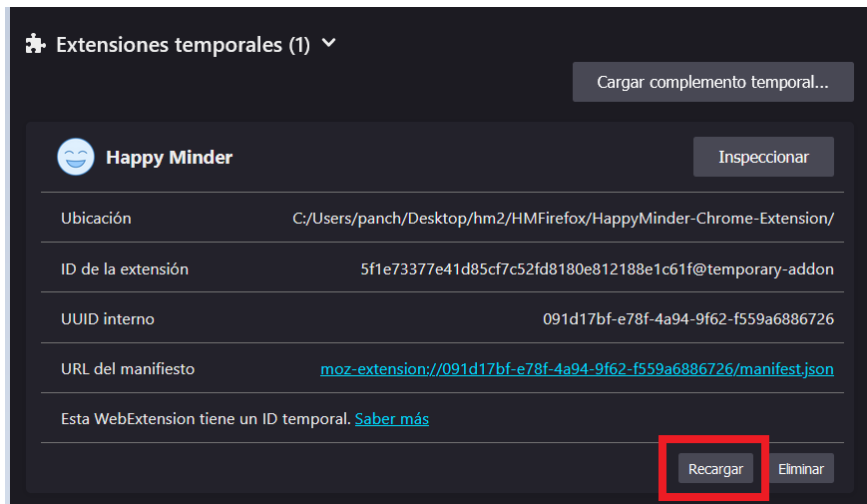 Extensiones temporales (1)
Cargar complemento temporal...
Happy Minder
Inspeccionar
Ubicación C:/Users/panch/Desktop/hm2/HMFirefox/HappyMinder-Chrome-Extension/
ID de la extensión 5f1e73377e41d85cf7c52fd8180e812188e1c61f@temporary-addon
UUID interno 091d17bf-e78f-4a94-9f62-f559a6886726
URL del manifiesto moz-extension://091d17bf-e78f-4a94-9f62-f559a6886726/manifest.json
Esta WebExtension tiene un ID temporal. Saber más
Recargar Eliminar